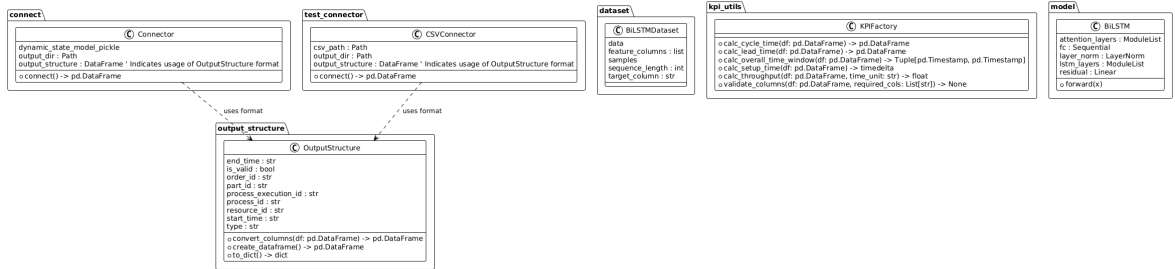 connect
C Connector
dynamic_state_model_pickle
output_dir : Path
output_structure : DataFrame ' Indicates usage of OutputStructure format
connect() -> pd.DataFrame
test_connector
C CSVConnector
csv_path : Path
output_dir : Path
output_structure : DataFrame ' Indicates usage of OutputStructure format
connect() -> pd.DataFrame
dataset
C BiLSTMDataset
data
feature_columns : list
samples
sequence_length : int
target_column : str
kpi_utils
C KPIFactory
calc_cycle_time(df: pd.DataFrame) -> pd.DataFrame
calc_lead_time(df: pd.DataFrame) -> pd.DataFrame
calc_overall_time_window(df: pd.DataFrame) -> Tuple[pd.Timestamp, pd.Timestamp]
calc_setup_time(df: pd.DataFrame) -> timedelta
calc_throughput(df: pd.DataFrame, time_unit: str) -> float
validate_columns(df: pd.DataFrame, required_cols: List[str]) -> None
model
C BiLSTM
attention_layers : ModuleList
fc : Sequential
layer_norm : LayerNorm
lstm_layers : ModuleList
residual : Linear
forward(x)
uses format
uses format
output_structure
C OutputStructure
end_time : str
is_valid : bool
order_id : str
part_id : str
process_execution_id : str
process_id : str
resource_id : str
start_time : str
type : str
convert_columns(df: pd.DataFrame) -> pd.DataFrame
create_dataframe() -> pd.DataFrame
to_dict() -> dict